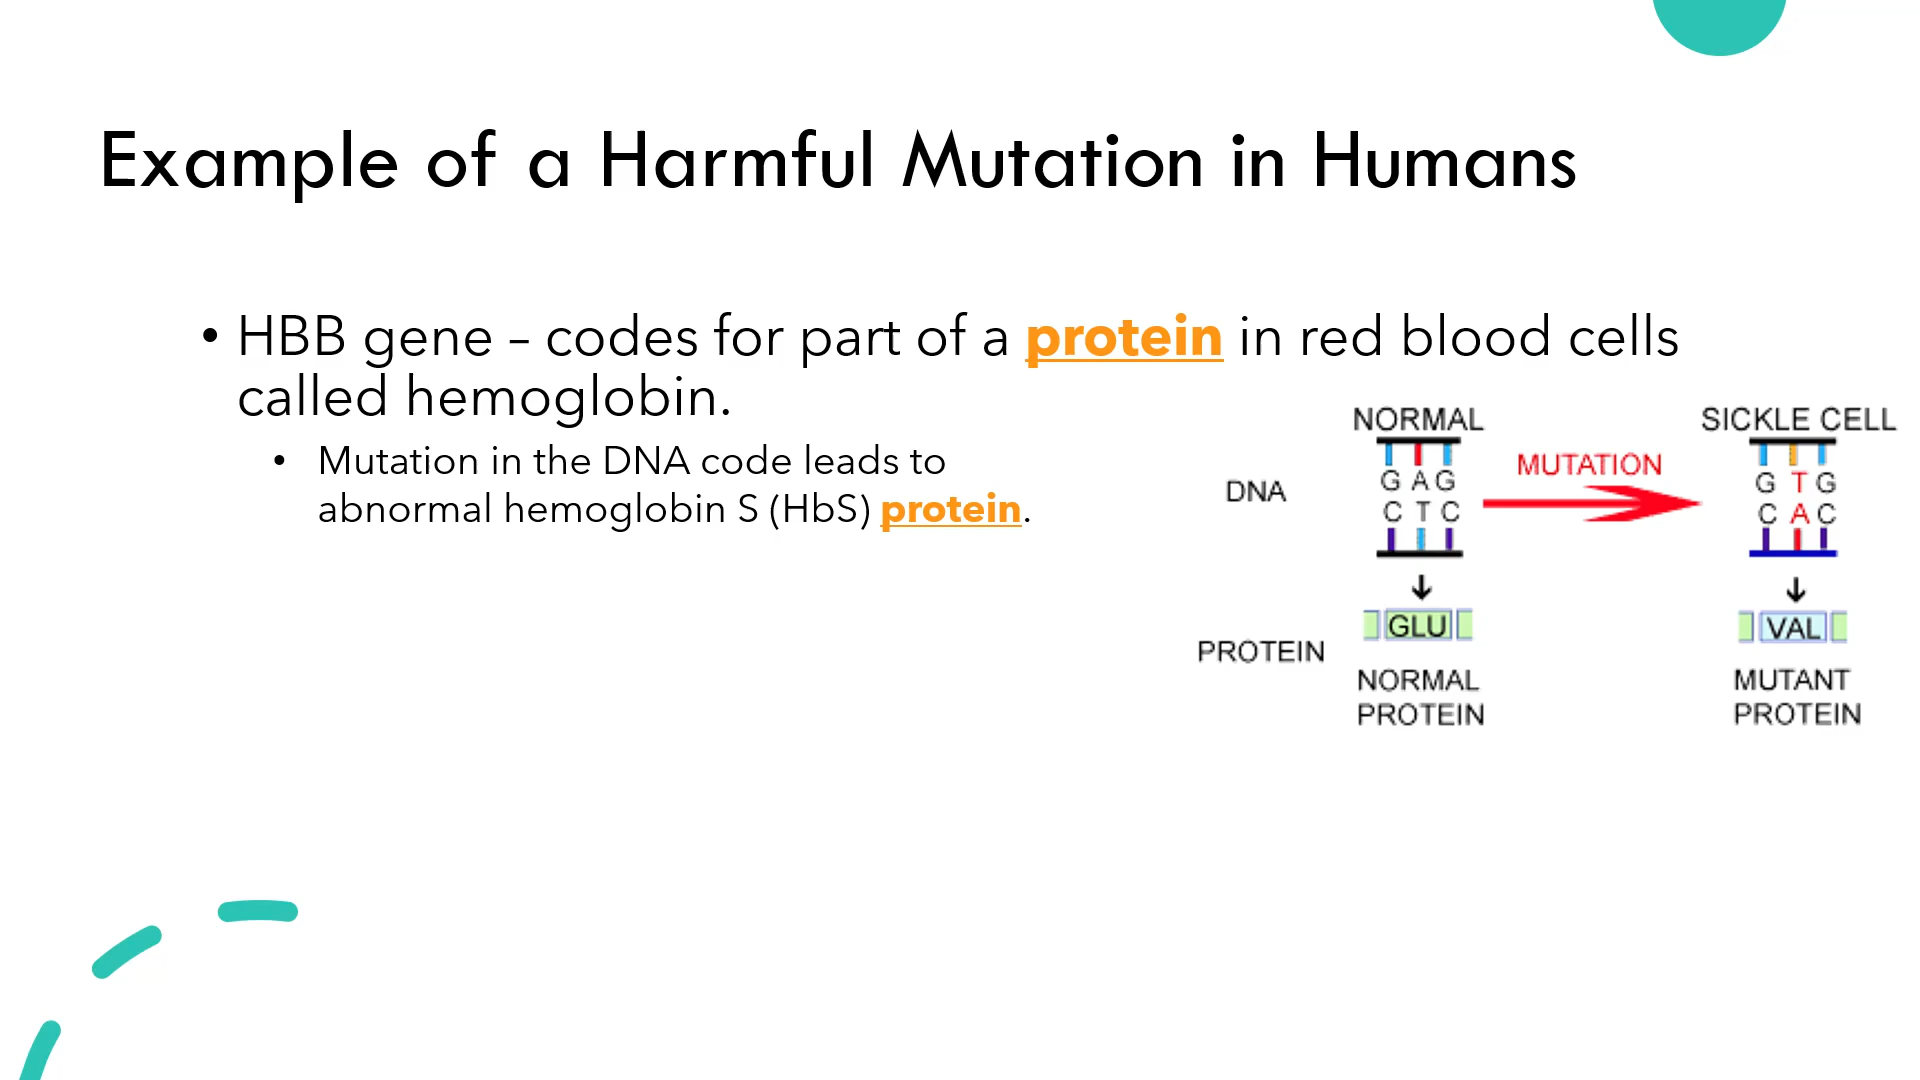 Example of a Harmful Mutation in Humans
• HBB gene – codes for part of a protein in red blood cells
called hemoglobin.
• Mutation in the DNA code leads to
abnormal hemoglobin S (HbS) protein.
NORMAL
SICKLE CELL
MUTATION
DNA
G A G
C T C
G T G
C A C
GLU
VAL
PROTEIN
NORMAL
PROTEIN
MUTANT
PROTEIN